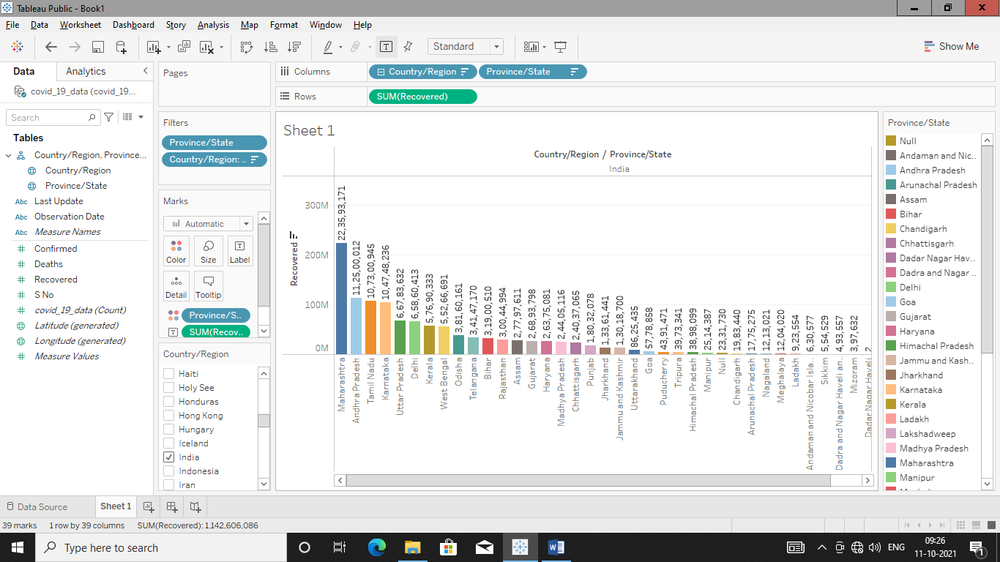 Tableau Public - Book1
File Data Worksheet Dashboard Story Analysis Map Format Window Help
Standard
Show Me
Data Analytics
covid_19_data (covid_19...
Search
Tables
Country/Region, Province...
Country/Region
Province/State
Abc Last Update
Abc Observation Date
Abc Measure Names
Confirmed
Deaths
Recovered
S No
covid_19_data (Count)
Latitude (generated)
Longitude (generated)
Measure Values
Pages
Filters
Province/State
Country/Region: ..
Marks
Automatic
Color Size Label
Detail Tooltip
Province/S..
SUM(Recov..
Country/Region
Haiti
Holy See
Honduras
Hong Kong
Hungary
Iceland
India
Indonesia
Iran
Columns Country/Region Province/State
Rows SUM(Recovered)
Sheet 1
Country/Region / Province/State
India
Recovered
300M
200M
100M
0M
22,35,93,171
11,25,00,012
10,73,00,945
10,47,48,236
6,67,83,632
6,58,60,413
5,76,90,333
5,52,66,691
3,81,60,161
3,41,47,170
3,19,00,510
3,00,44,994
2,77,97,611
2,68,93,798
2,63,75,081
2,44,05,116
2,40,37,065
1,80,32,078
1,33,61,441
1,30,18,700
86,25,435
57,78,858
43,91,471
39,73,341
38,98,099
25,14,387
23,31,730
19,83,440
17,75,275
12,13,021
12,04,020
9,23,554
6,30,577
5,54,529
4,93,557
3,97,632
2
Maharashtra
Andhra Pradesh
Tamil Nadu
Karnataka
Uttar Pradesh
Delhi
Kerala
West Bengal
Odisha
Telangana
Bihar
Rajasthan
Assam
Gujarat
Haryana
Madhya Pradesh
Chhattisgarh
Punjab
Jharkhand
Jammu and Kashmir
Uttarakhand
Goa
Puducherry
Tripura
Himachal Pradesh
Manipur
Null
Chandigarh
Arunachal Pradesh
Nagaland
Meghalaya
Ladakh
Andaman and Nicobar Isla..
Sikkim
Dadra and Nagar Haveli an..
Mizoram
Dadar Nagar Haveli
Province/State
Null
Andaman and Nic..
Andhra Pradesh
Arunachal Pradesh
Assam
Bihar
Chandigarh
Chhattisgarh
Dadar Nagar Hav..
Dadra and Nagar ..
Delhi
Goa
Gujarat
Haryana
Himachal Pradesh
Jammu and Kash..
Jharkhand
Karnataka
Kerala
Ladakh
Lakshadweep
Madhya Pradesh
Maharashtra
Manipur
Data Source Sheet 1
39 marks 1 row by 39 columns SUM(Recovered): 1,142,606,086
Type here to search
ENG
09:26
11-10-2021
1